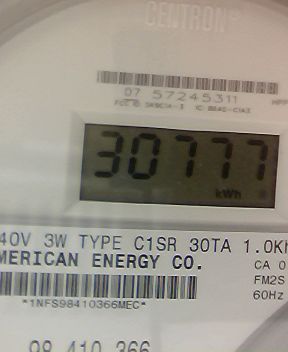 CENTRON®
07 57245311
30777
kWh
40V 3W TYPE C1SR 30TA 1.0Kh
MERICAN ENERGY CO.
CA 0
FM2S
60Hz
*1NFS98410366MEC*
98 410 366